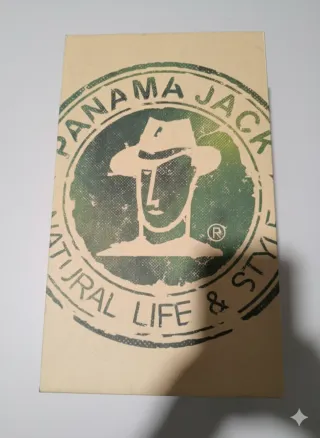 PANAMA JACK
®
NATURAL LIFE & STYLE